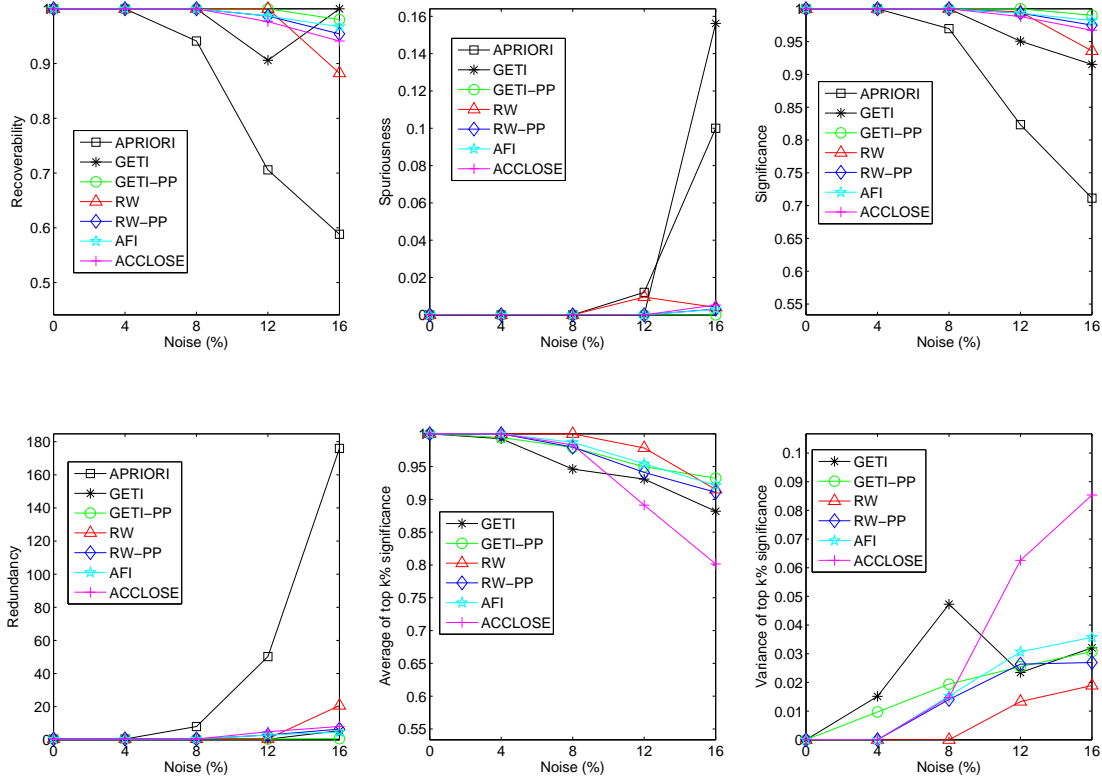 1
0.9
0.8
0.7
0.6
0.5
Recoverability
0
4
8
12
16
Noise (%)
APRIORI
GETI
GETI−PP
RW
RW−PP
AFI
ACCLOSE
0.16
0.14
0.12
0.1
0.08
0.06
0.04
0.02
0
Spuriousness
0
4
8
12
16
Noise (%)
APRIORI
GETI
GETI−PP
RW
RW−PP
AFI
ACCLOSE
1
0.95
0.9
0.85
0.8
0.75
0.7
0.65
0.6
0.55
Significance
0
4
8
12
16
Noise (%)
APRIORI
GETI
GETI−PP
RW
RW−PP
AFI
ACCLOSE
180
160
140
120
100
80
60
40
20
0
Redundancy
0
4
8
12
16
Noise (%)
APRIORI
GETI
GETI−PP
RW
RW−PP
AFI
ACCLOSE
1
0.95
0.9
0.85
0.8
0.75
0.7
0.65
0.6
0.55
Average of top k% significance
0
4
8
12
16
Noise (%)
GETI
GETI−PP
RW
RW−PP
AFI
ACCLOSE
0.1
0.09
0.08
0.07
0.06
0.05
0.04
0.03
0.02
0.01
0
Variance of top k% significance
0
4
8
12
16
Noise (%)
GETI
GETI−PP
RW
RW−PP
AFI
ACCLOSE